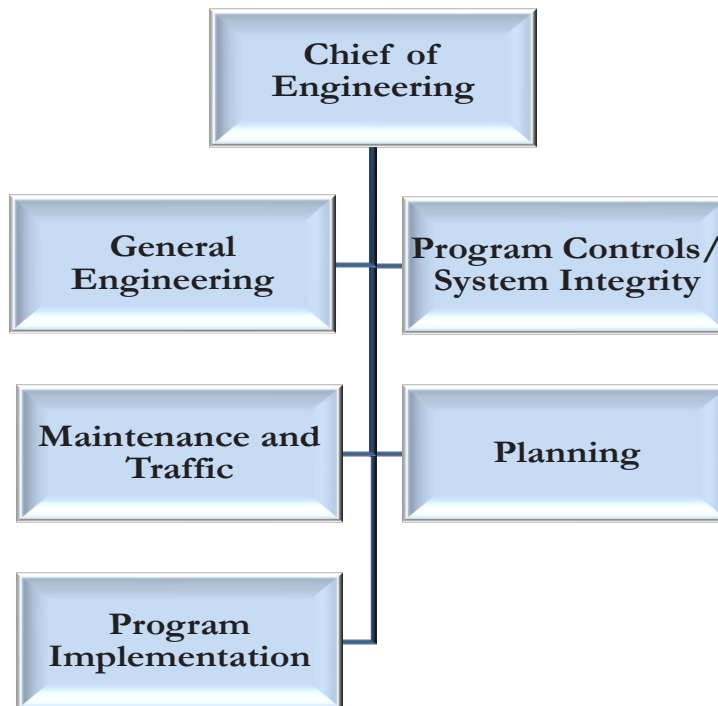 Chief of
Engineering
General
Engineering
Program Controls/
System Integrity
Maintenance and
Traffic
Planning
Program
Implementation